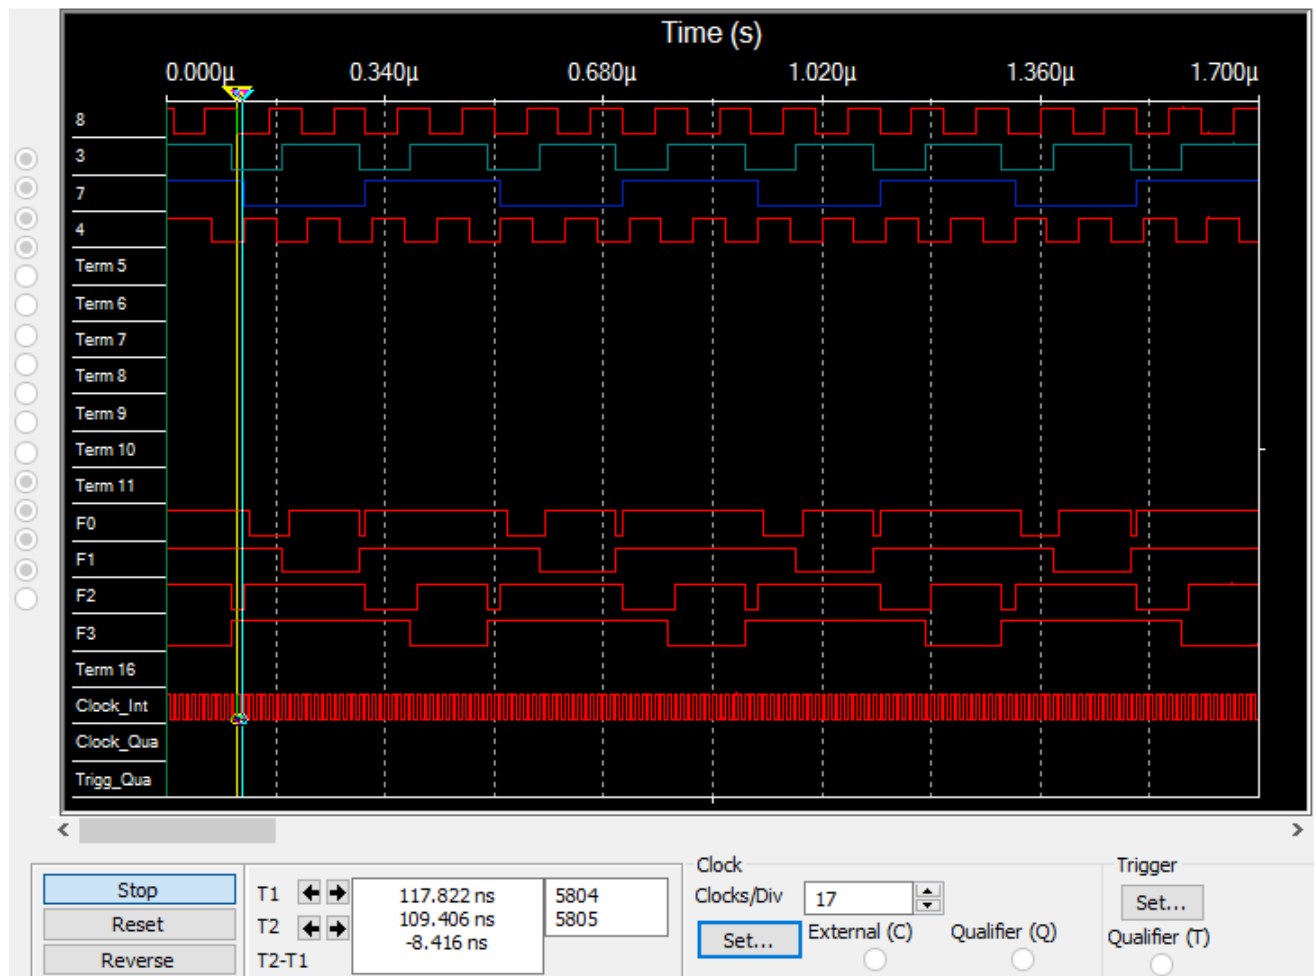 Time (s)
0.000µ 0.340µ 0.680µ 1.020µ 1.360µ 1.700µ
8
3
7
4
Term 5
Term 6
Term 7
Term 8
Term 9
Term 10
Term 11
F0
F1
F2
F3
Term 16
Clock_Int
Clock_Qua
Trigg_Qua
Stop
Reset
Reverse
T1 117.822 ns 5804
T2 109.406 ns 5805
T2-T1 -8.416 ns
Clock
Clocks/Div 17
Set... External (C) Qualifier (Q)
Trigger
Set...
Qualifier (T)